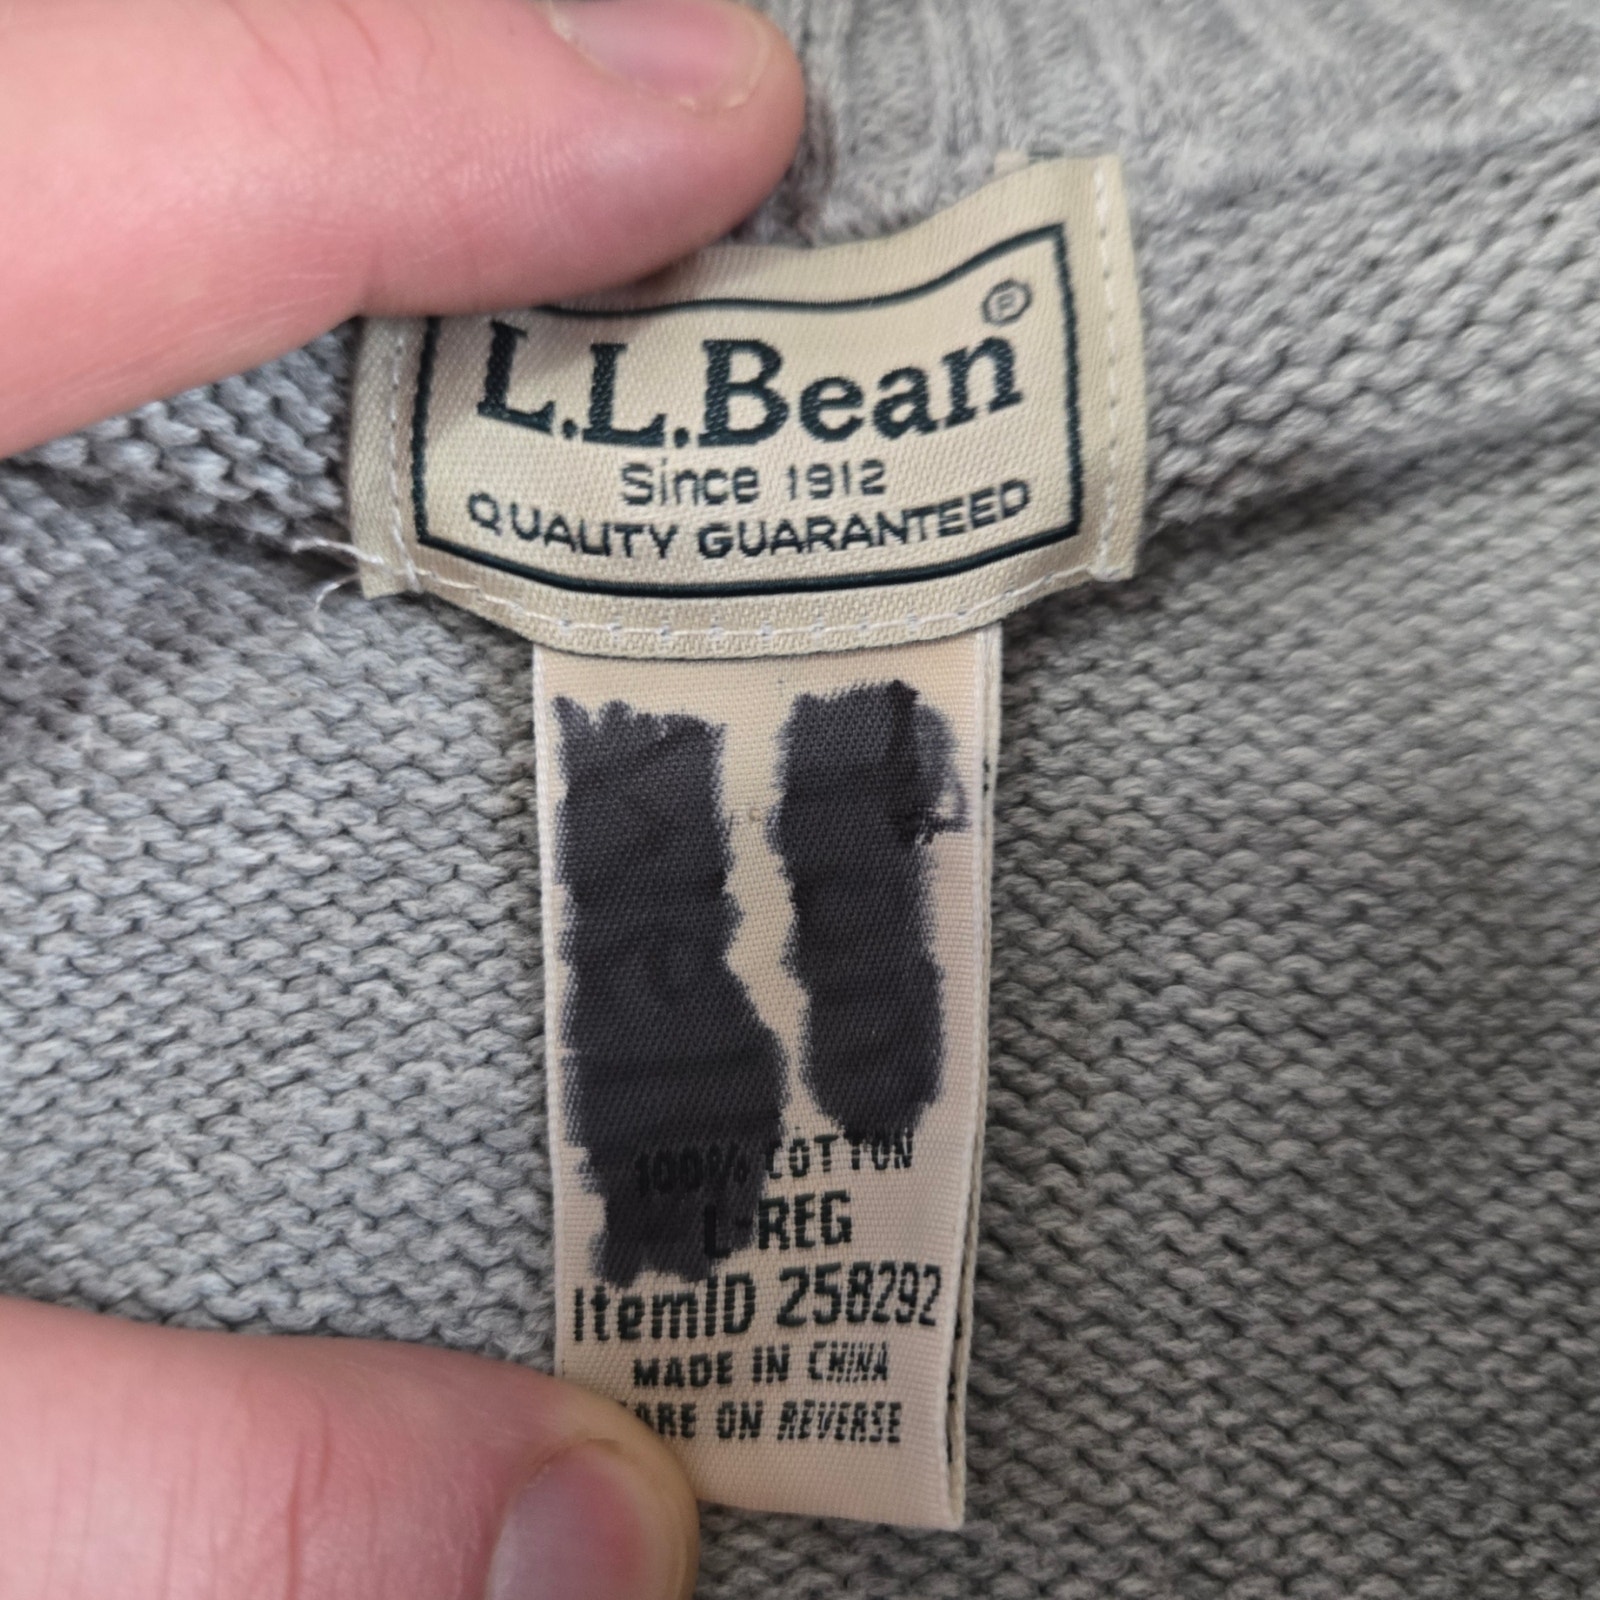 L.L.Bean®
Since 1912
QUALITY GUARANTEED
100% COTTON
L-REG
ItemID 258292
MADE IN CHINA
CARE ON REVERSE